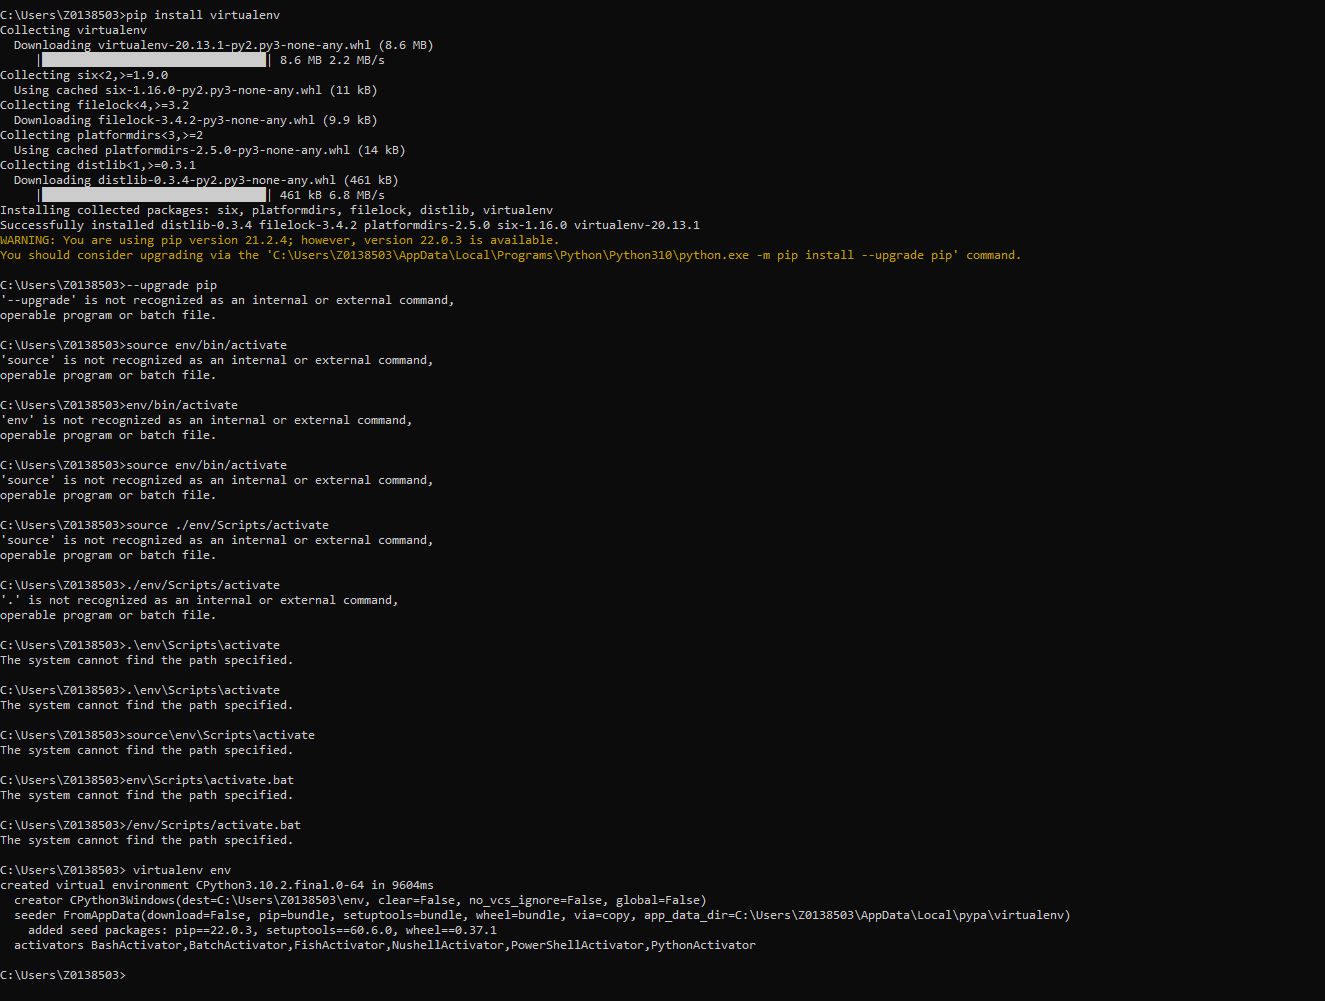 C:\Users\Z0138503>pip install virtualenv
Collecting virtualenv
  Downloading virtualenv-20.13.1-py2.py3-none-any.whl (8.6 MB)
     |                                | 8.6 MB 2.2 MB/s
Collecting six<2,>=1.9.0
  Using cached six-1.16.0-py2.py3-none-any.whl (11 kB)
Collecting filelock<4,>=3.2
  Downloading filelock-3.4.2-py3-none-any.whl (9.9 kB)
Collecting platformdirs<3,>=2
  Using cached platformdirs-2.5.0-py3-none-any.whl (14 kB)
Collecting distlib<1,>=0.3.1
  Downloading distlib-0.3.4-py2.py3-none-any.whl (461 kB)
     |                                | 461 kB 6.8 MB/s
Installing collected packages: six, platformdirs, filelock, distlib, virtualenv
Successfully installed distlib-0.3.4 filelock-3.4.2 platformdirs-2.5.0 six-1.16.0 virtualenv-20.13.1
WARNING: You are using pip version 21.2.4; however, version 22.0.3 is available.
You should consider upgrading via the 'C:\Users\Z0138503\AppData\Local\Programs\Python\Python310\python.exe -m pip install --upgrade pip' command.

C:\Users\Z0138503>--upgrade pip
'--upgrade' is not recognized as an internal or external command,
operable program or batch file.

C:\Users\Z0138503>source env/bin/activate
'source' is not recognized as an internal or external command,
operable program or batch file.

C:\Users\Z0138503>env/bin/activate
'env' is not recognized as an internal or external command,
operable program or batch file.

C:\Users\Z0138503>source env/bin/activate
'source' is not recognized as an internal or external command,
operable program or batch file.

C:\Users\Z0138503>source ./env/Scripts/activate
'source' is not recognized as an internal or external command,
operable program or batch file.

C:\Users\Z0138503>./env/Scripts/activate
'.' is not recognized as an internal or external command,
operable program or batch file.

C:\Users\Z0138503>.\env\Scripts\activate
The system cannot find the path specified.

C:\Users\Z0138503>.\env\Scripts\activate
The system cannot find the path specified.

C:\Users\Z0138503>source\env\Scripts\activate
The system cannot find the path specified.

C:\Users\Z0138503>env\Scripts\activate.bat
The system cannot find the path specified.

C:\Users\Z0138503>/env/Scripts/activate.bat
The system cannot find the path specified.

C:\Users\Z0138503> virtualenv env
created virtual environment CPython3.10.2.final.0-64 in 9604ms
  creator CPython3Windows(dest=C:\Users\Z0138503\env, clear=False, no_vcs_ignore=False, global=False)
  seeder FromAppData(download=False, pip=bundle, setuptools=bundle, wheel=bundle, via=copy, app_data_dir=C:\Users\Z0138503\AppData\Local\pypa\virtualenv)
    added seed packages: pip==22.0.3, setuptools==60.6.0, wheel==0.37.1
  activators BashActivator,BatchActivator,FishActivator,NushellActivator,PowerShellActivator,PythonActivator

C:\Users\Z0138503>